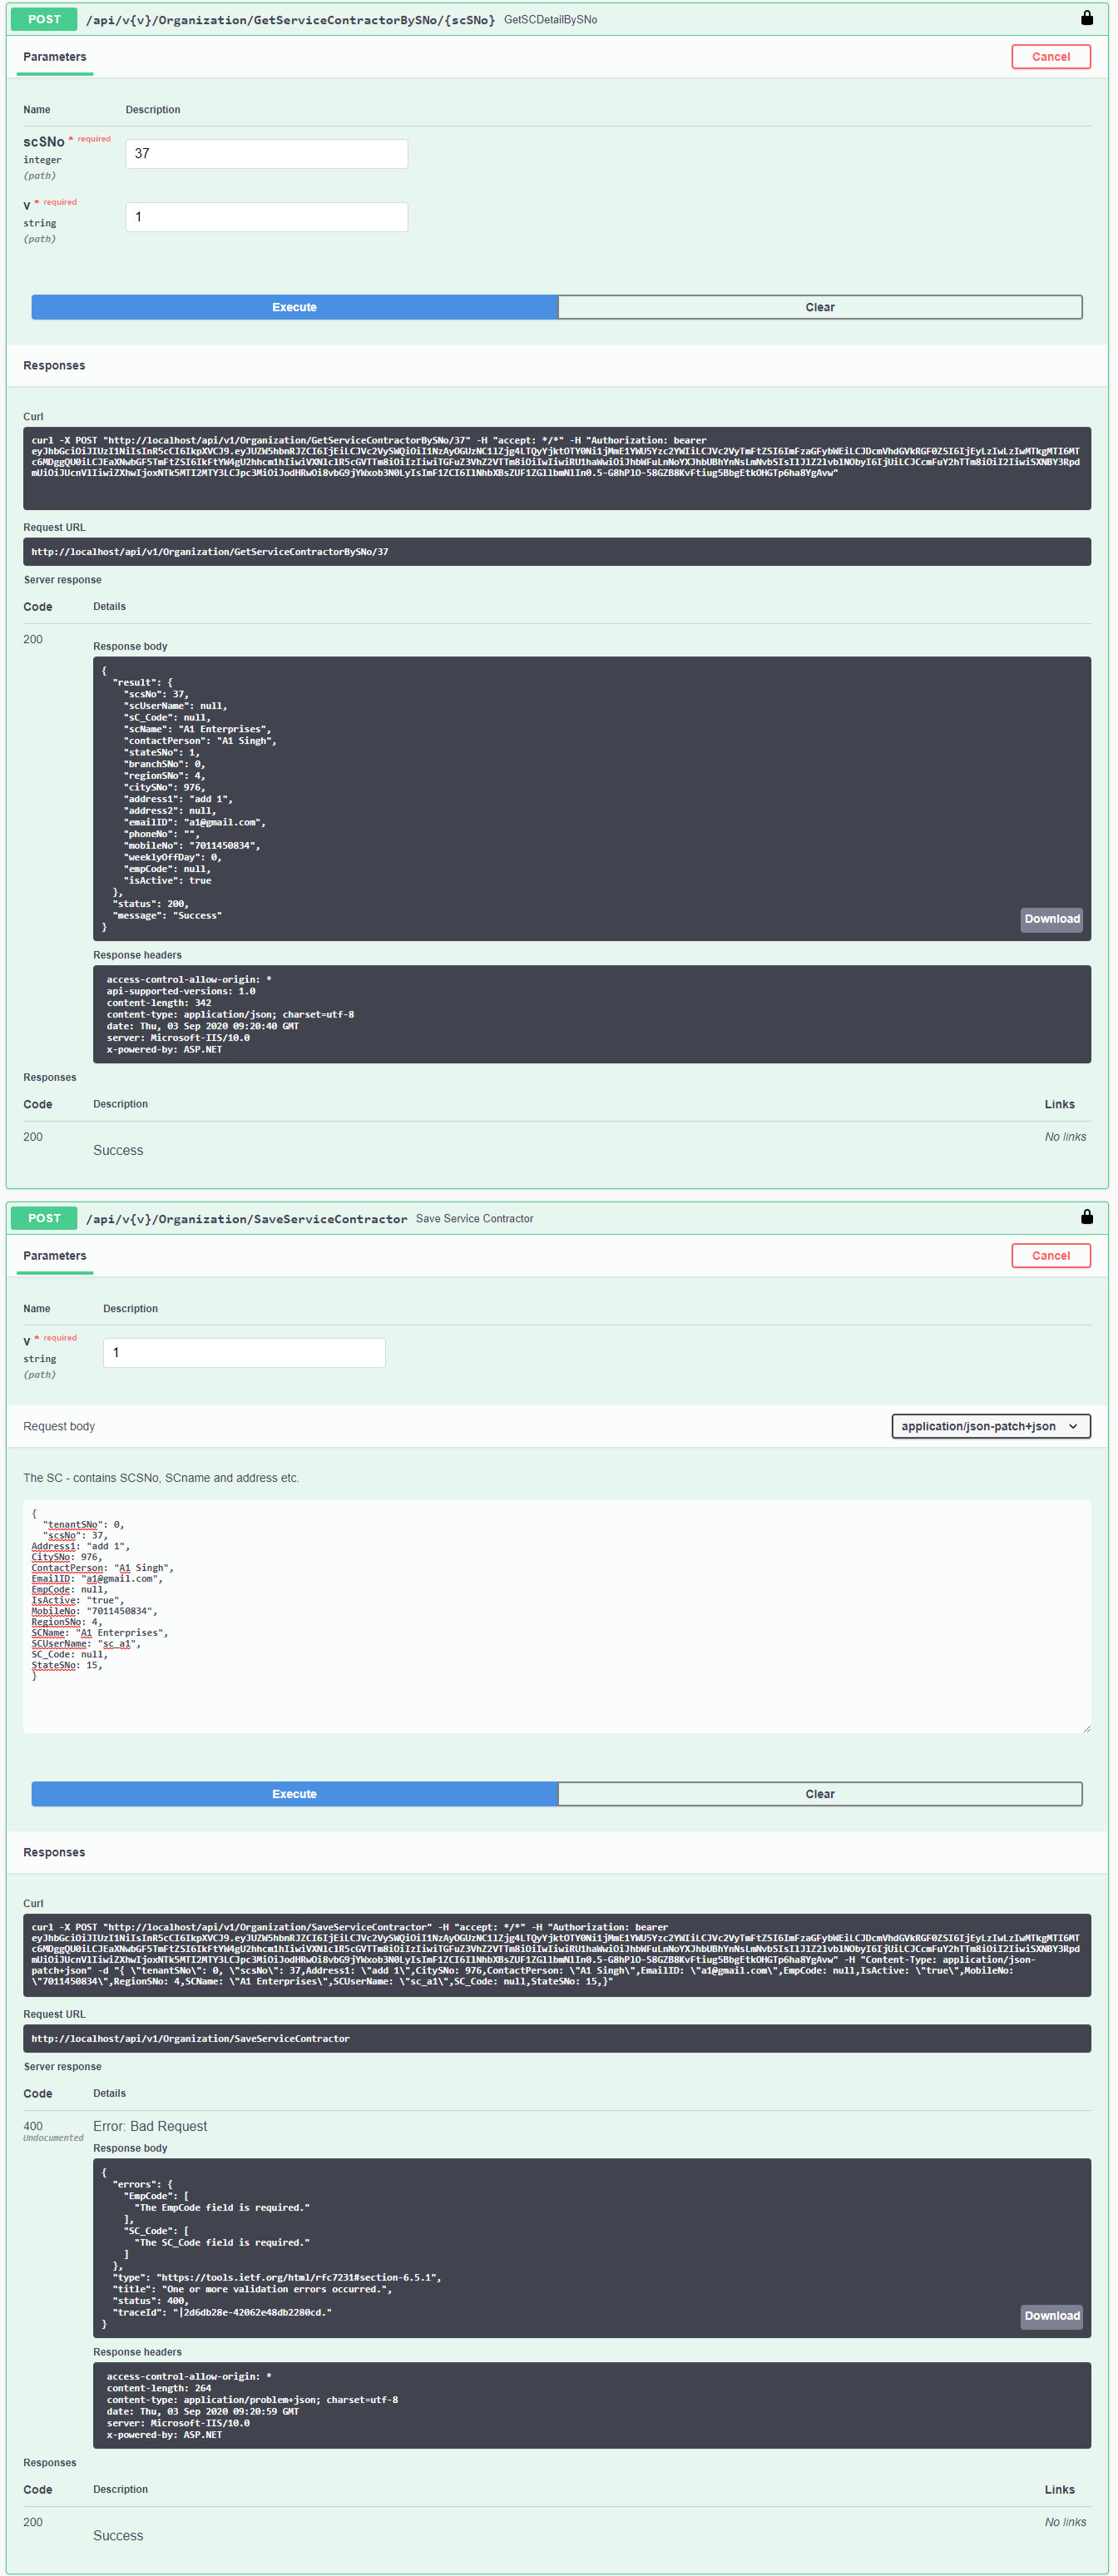 POST /api/v{v}/Organization/GetServiceContractorBySNo/{scSNo} GetSCDetailBySNo
Parameters
Cancel
Name Description
scSNo * required
integer
(path)
37
v * required
string
(path)
1
Execute Clear
Responses
Curl
curl -X POST "http://localhost/api/v1/Organization/GetServiceContractorBySNo/37" -H "accept: */*" -H "Authorization: bearer
Request URL
http://localhost/api/v1/Organization/GetServiceContractorBySNo/37
Server response
Code Details
200
Response body
{
"result": {
"scsNo": 37,
"scUserName": null,
"sC_Code": null,
"scName": "A1 Enterprises",
"contactPerson": "A1 Singh",
"stateSNo": 1,
"branchSNo": 0,
"regionSNo": 4,
"citySNo": 976,
"address1": "add 1",
"address2": null,
"emailID": "a1@gmail.com",
"phoneNo": "",
"mobileNo": "7011450834",
"weeklyOffDay": 0,
"empCode": null,
"isActive": true
},
"status": 200,
"message": "Success"
}
Download
Response headers
access-control-allow-origin: *
api-supported-versions: 1.0
content-length: 342
content-type: application/json; charset=utf-8
date: Thu, 03 Sep 2020 09:20:40 GMT
server: Microsoft-IIS/10.0
x-powered-by: ASP.NET
Responses
Code Description Links
200 Success No links
POST /api/v{v}/Organization/SaveServiceContractor Save Service Contractor
Parameters
Cancel
Name Description
v * required
string
(path)
1
Request body
application/json-patch+json
The SC - contains SCSNo, SCname and address etc.
{
"tenantSNo": 0,
"scsNo": 37,
Address1: "add 1",
CitySNo: 976,
ContactPerson: "A1 Singh",
EmailID: "a1@gmail.com",
EmpCode: null,
IsActive: "true",
MobileNo: "7011450834",
RegionSNo: 4,
SCName: "A1 Enterprises",
SCUserName: "sc_a1",
SC_Code: null,
StateSNo: 15,
}
Execute Clear
Responses
Curl
curl -X POST "http://localhost/api/v1/Organization/SaveServiceContractor" -H "accept: */*" -H "Authorization: bearer
-H "Content-Type: application/json-
patch+json" -d "{ \"tenantSNo\": 0, \"scsNo\": 37,Address1: \"add 1\",CitySNo: 976,ContactPerson: \"A1 Singh\",EmailID: \"a1@gmail.com\",EmpCode: null,IsActive: \"true\",MobileNo:
\"7011450834\",RegionSNo: 4,SCName: \"A1 Enterprises\",SCUserName: \"sc_a1\",SC_Code: null,StateSNo: 15,}"
Request URL
http://localhost/api/v1/Organization/SaveServiceContractor
Server response
Code Details
400 Error: Bad Request
Undocumented
Response body
{
"errors": {
"EmpCode": [
"The EmpCode field is required."
],
"SC_Code": [
"The SC_Code field is required."
]
},
"type": "https://tools.ietf.org/html/rfc7231#section-6.5.1",
"title": "One or more validation errors occurred.",
"status": 400,
"traceId": "|2d6db28e-42062e48db2280cd."
}
Download
Response headers
access-control-allow-origin: *
content-length: 264
content-type: application/problem+json; charset=utf-8
date: Thu, 03 Sep 2020 09:20:59 GMT
server: Microsoft-IIS/10.0
x-powered-by: ASP.NET
Responses
Code Description Links
200 Success No links